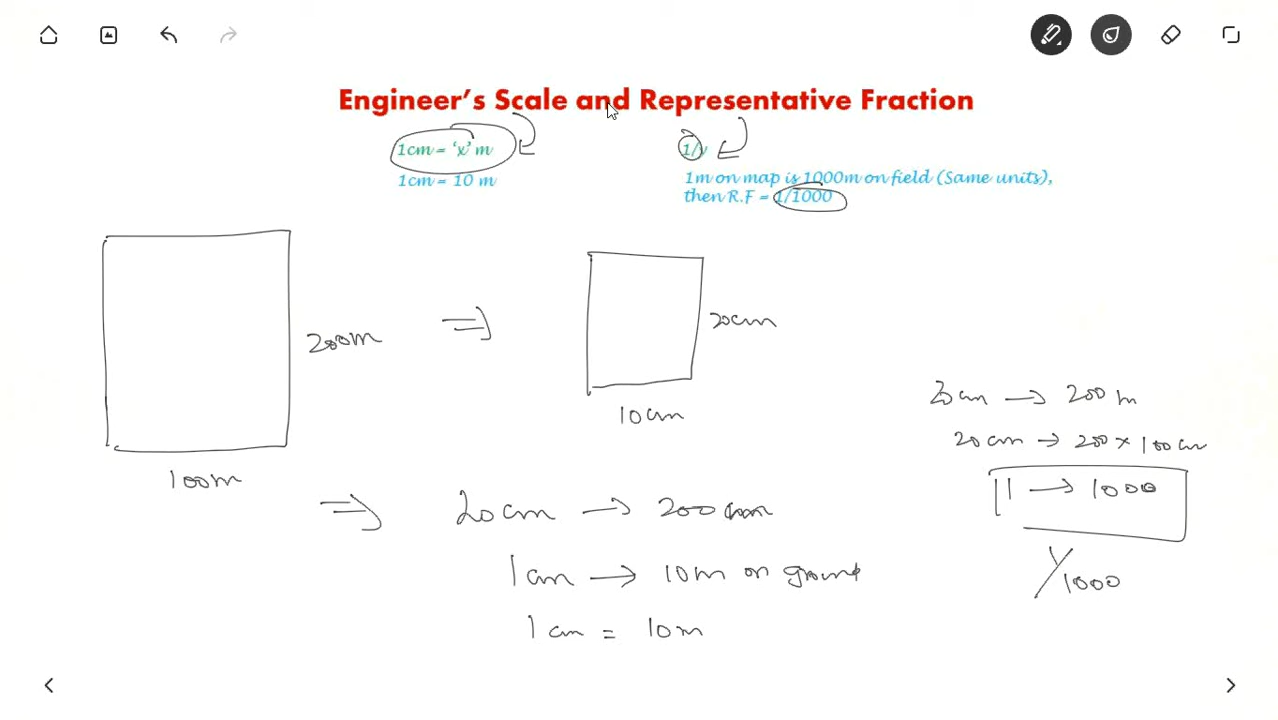 Engineer's Scale and Representative Fraction
1cm = 'x' m
1cm = 10 m
1/y
1m on map is 1000m on field (Same units),
then R.F = 1/1000
200m
100m
20cm
10cm
20cm → 200 m
20cm → 200 × 100 cm
1 → 1000
1/1000
⇒ 20cm → 200
1cm → 10m on ground
1cm = 10m